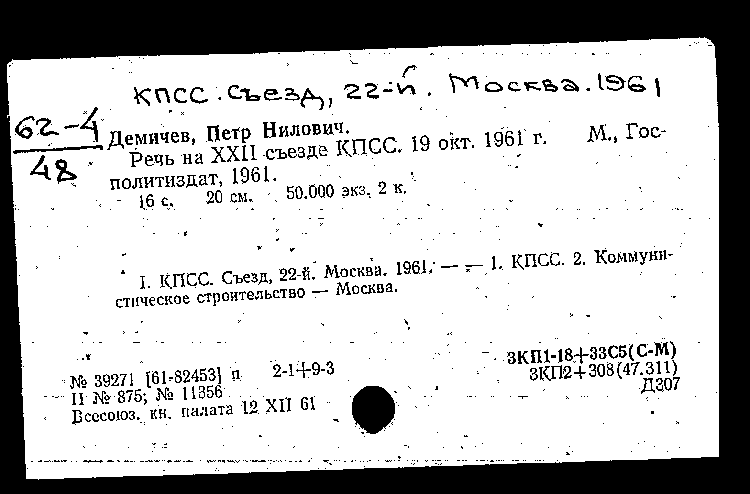 КПСС. Съезд, 22-й. Москва. 1961
62-4
48
Демичев, Петр Нилович.
Речь на XXII съезде КПСС. 19 окт. 1961 г. М., Гос-
политиздат, 1961.
16 с. 20 см. 50.000 экз. 2 к.
1. КПСС. Съезд, 22-й. Москва. 1961. — — 1. КПСС. 2. Коммуни-
стическое строительство — Москва.
№ 39271 [61-82453] п 2-1+9-3
II № 875; № 11356
Всесоюз. кн. палата 12 XII 61
3КП1-18+33С5(С-М)
3КП2+308(47.311)
Д307